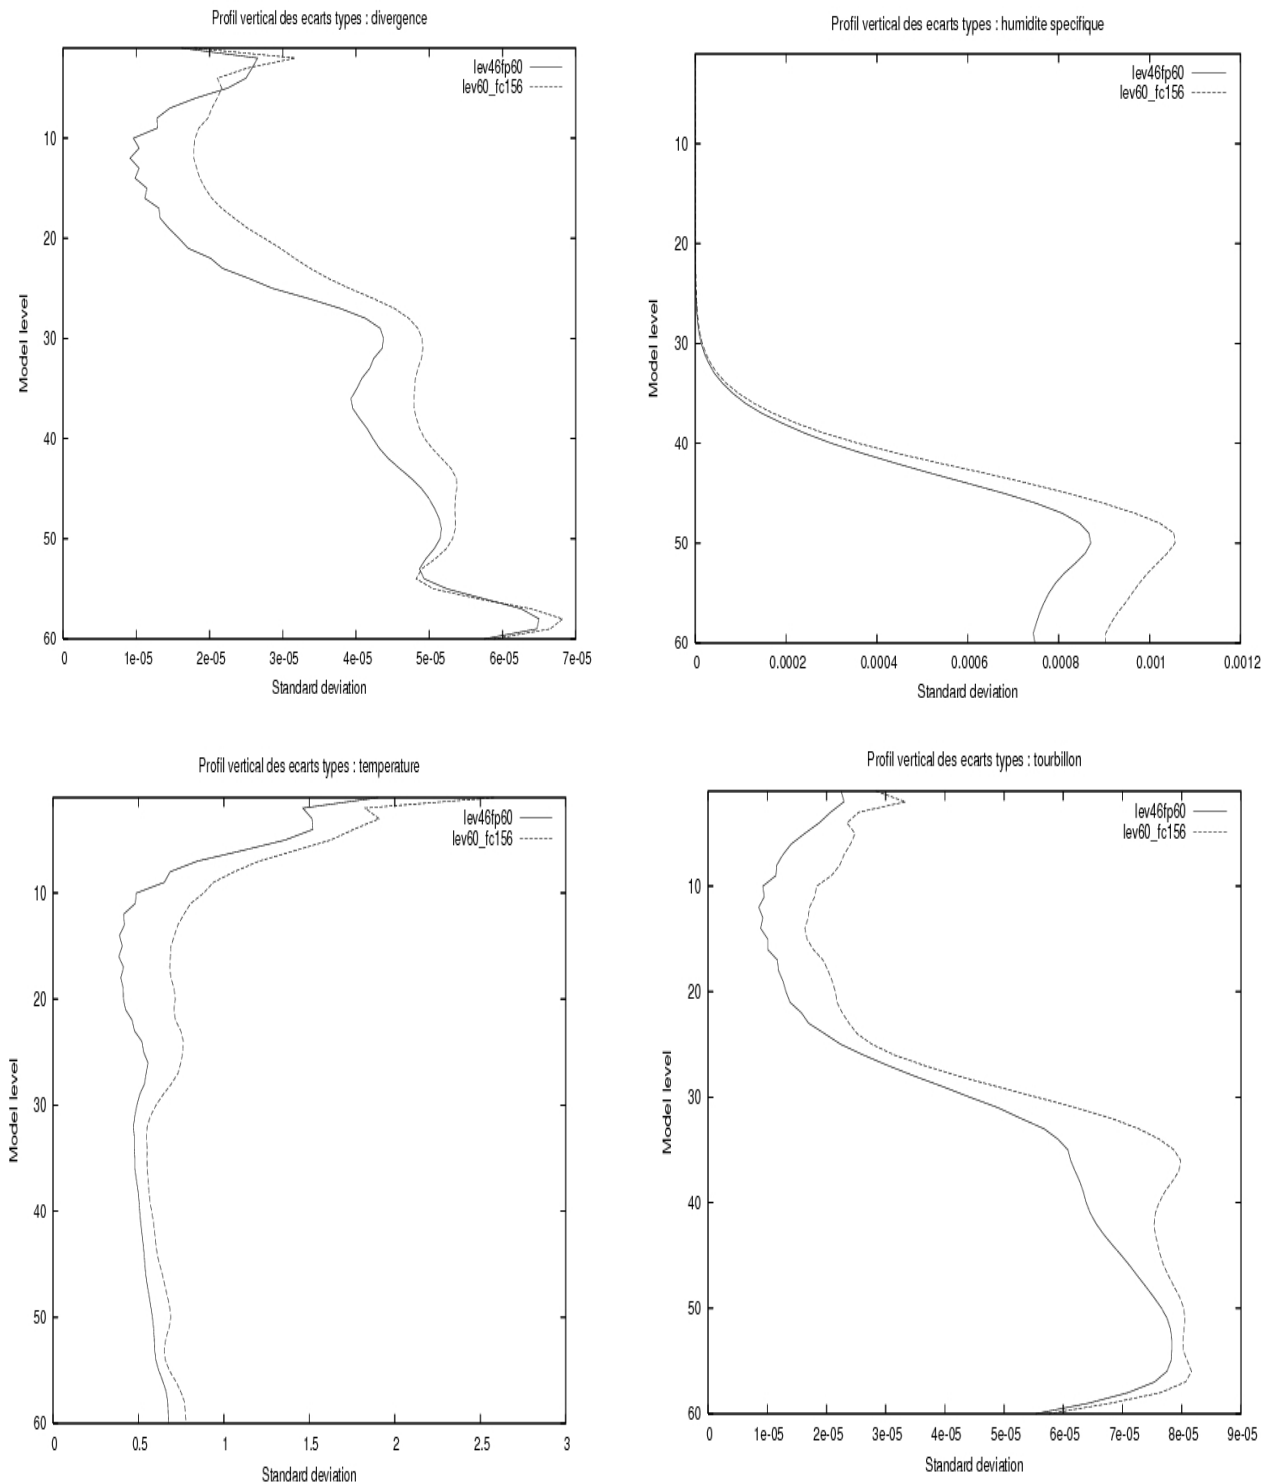 Profil vertical des ecarts types : divergence
lev46fp60
lev60_fc156
10
20
30
40
50
60
Model level
0 1e-05 2e-05 3e-05 4e-05 5e-05 6e-05 7e-05
Standard deviation
Profil vertical des ecarts types : humidite specifique
lev46fp60
lev60_fc156
10
20
30
40
50
60
Model level
0 0.0002 0.0004 0.0006 0.0008 0.001 0.0012
Standard deviation
Profil vertical des ecarts types : temperature
lev46fp60
lev60_fc156
10
20
30
40
50
60
Model level
0 0.5 1 1.5 2 2.5 3
Standard deviation
Profil vertical des ecarts types : tourbillon
lev46fp60
lev60_fc156
10
20
30
40
50
60
Model level
0 1e-05 2e-05 3e-05 4e-05 5e-05 6e-05 7e-05 8e-05 9e-05
Standard deviation